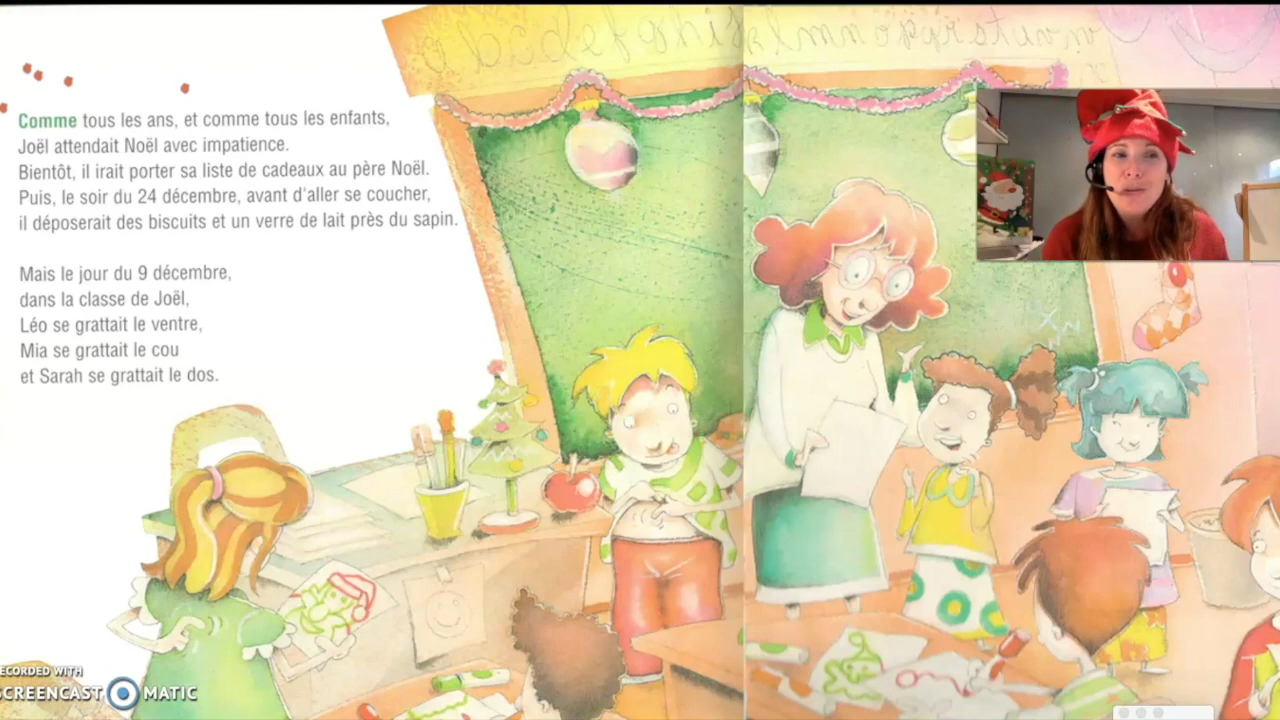 a b c d e f g h i j k l m n o p q r s t u v w
Comme tous les ans, et comme tous les enfants,
Joël attendait Noël avec impatience.
Bientôt, il irait porter sa liste de cadeaux au père Noël.
Puis, le soir du 24 décembre, avant d'aller se coucher,
il déposerait des biscuits et un verre de lait près du sapin.
Mais le jour du 9 décembre,
dans la classe de Joël,
Léo se grattait le ventre,
Mia se grattait le cou
et Sarah se grattait le dos.
ECORDED WITH
SCREENCAST MATIC